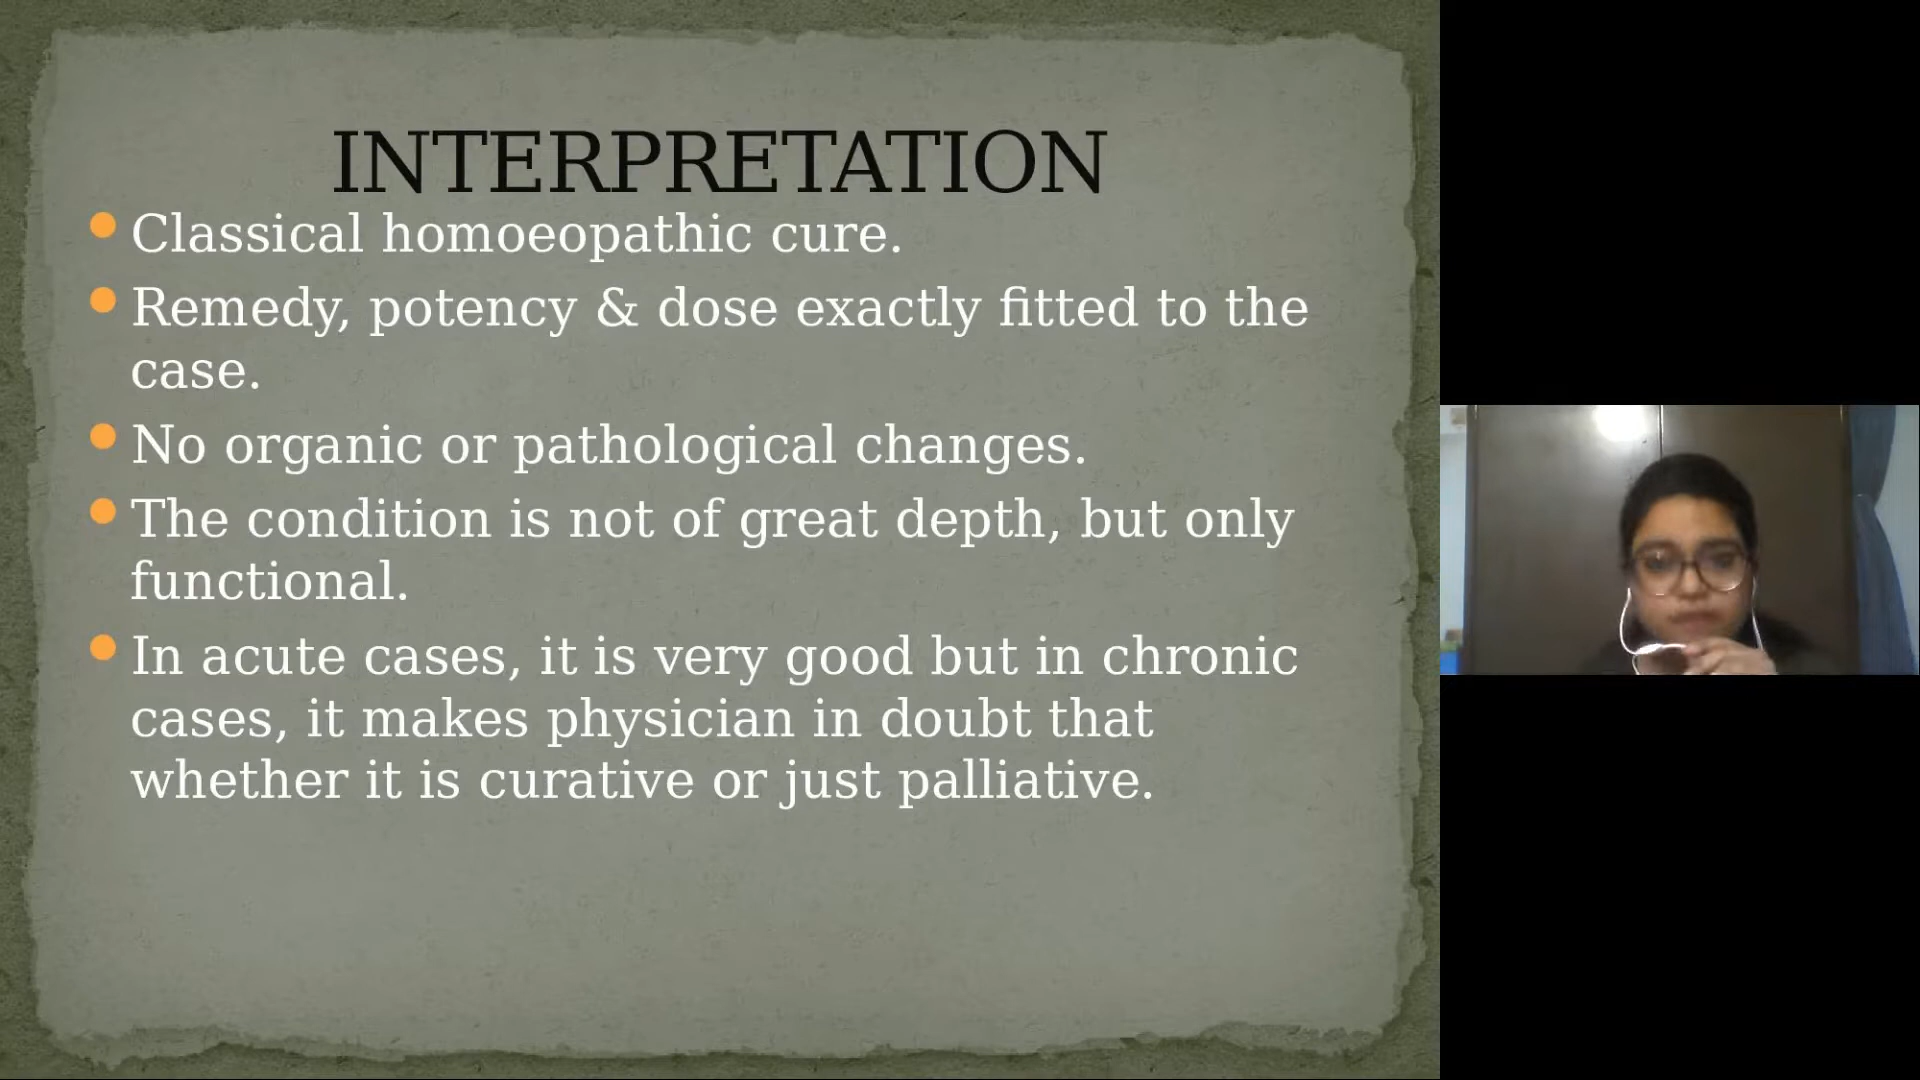 INTERPRETATION
Classical homoeopathic cure.
Remedy, potency & dose exactly fitted to the
case.
No organic or pathological changes.
The condition is not of great depth, but only
functional.
In acute cases, it is very good but in chronic
cases, it makes physician in doubt that
whether it is curative or just palliative.